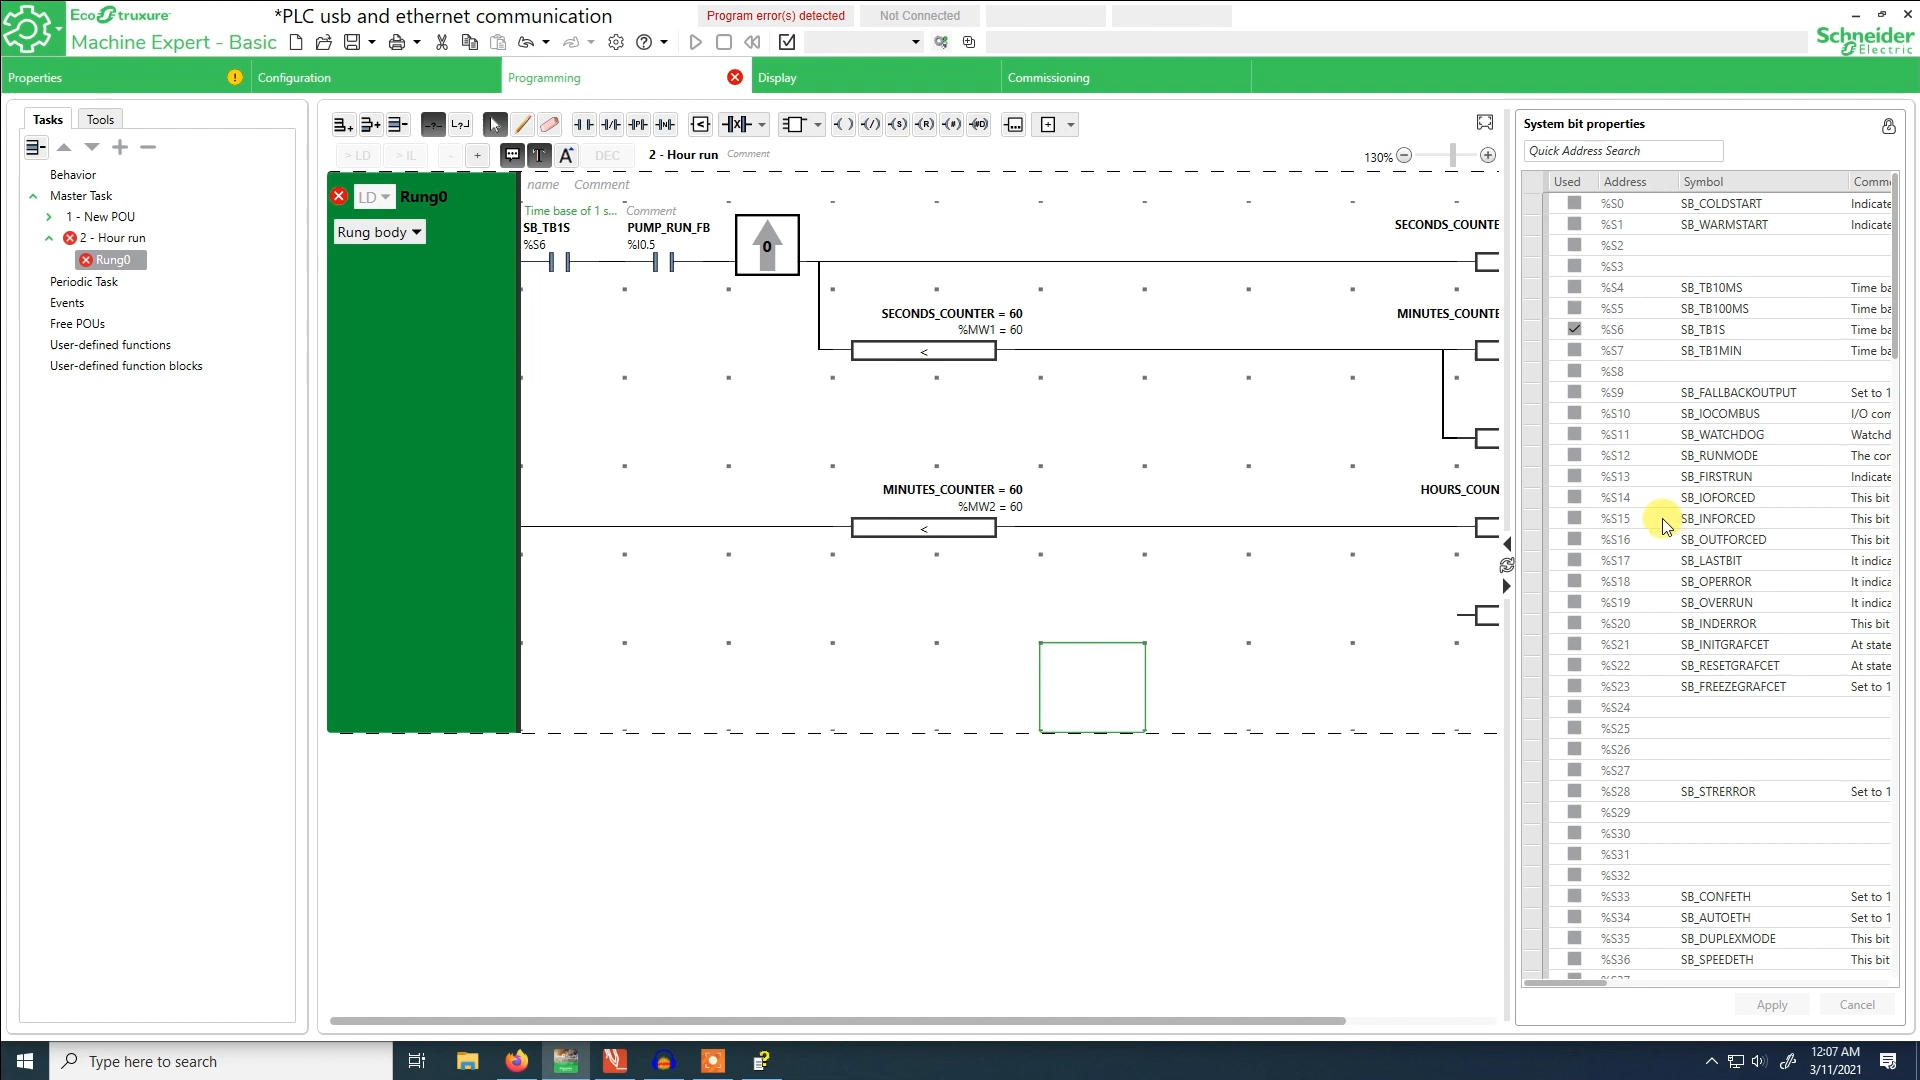 EcoStruxure
Machine Expert - Basic
*PLC usb and ethernet communication
Program error(s) detected
Not Connected
Schneider
Electric
Properties
Configuration
Programming
Display
Commissioning
Tasks
Tools
Behavior
Master Task
1 - New POU
2 - Hour run
Rung0
Periodic Task
Events
Free POUs
User-defined functions
User-defined function blocks
> LD
> IL
-
+
DEC
2 - Hour run
Comment
130%
LD
Rung0
Rung body
name Comment
Time base of 1 s... Comment
SB_TB1S PUMP_RUN_FB
%S6 %I0.5
0
SECONDS_COUNTE
SECONDS_COUNTER = 60
%MW1 = 60
<
MINUTES_COUNTE
MINUTES_COUNTER = 60
%MW2 = 60
<
HOURS_COUN
System bit properties
Quick Address Search
Used Address Symbol Comme
%S0 SB_COLDSTART Indicate
%S1 SB_WARMSTART Indicate
%S2
%S3
%S4 SB_TB10MS Time ba
%S5 SB_TB100MS Time ba
%S6 SB_TB1S Time ba
%S7 SB_TB1MIN Time ba
%S8
%S9 SB_FALLBACKOUTPUT Set to 1
%S10 SB_IOCOMBUS I/O com
%S11 SB_WATCHDOG Watchd
%S12 SB_RUNMODE The con
%S13 SB_FIRSTRUN Indicate
%S14 SB_IOFORCED This bit
%S15 SB_INFORCED This bit
%S16 SB_OUTFORCED This bit
%S17 SB_LASTBIT It indica
%S18 SB_OPERROR It indica
%S19 SB_OVERRUN It indica
%S20 SB_INDERROR This bit
%S21 SB_INITGRAFCET At state
%S22 SB_RESETGRAFCET At state
%S23 SB_FREEZEGRAFCET Set to 1
%S24
%S25
%S26
%S27
%S28 SB_STRERROR Set to 1
%S29
%S30
%S31
%S32
%S33 SB_CONFETH Set to 1
%S34 SB_AUTOETH Set to 1
%S35 SB_DUPLEXMODE This bit
%S36 SB_SPEEDETH This bit
Apply
Cancel
Type here to search
12:07 AM
3/11/2021